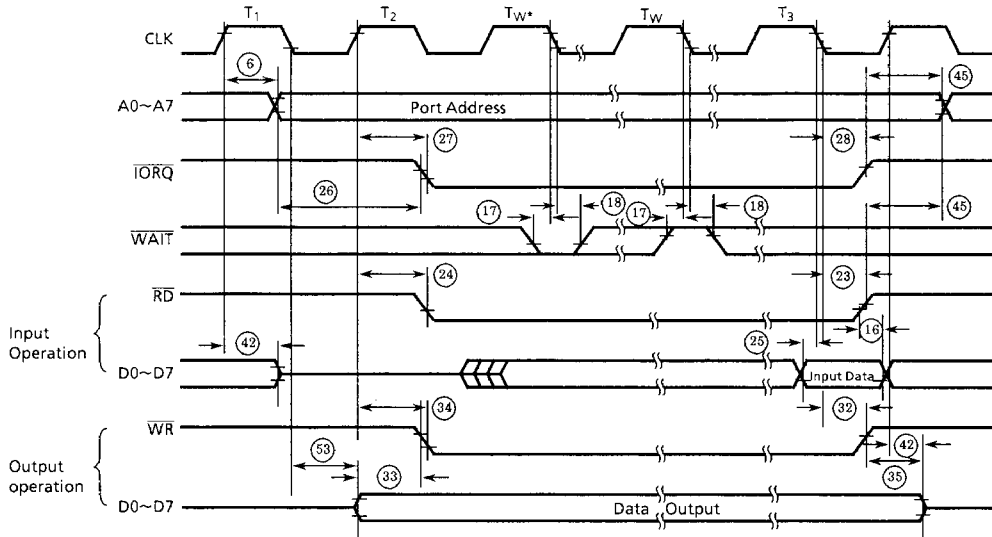 T1 T2 TW* TW T3
CLK
6 45
A0~A7 Port Address
27 28
IORQ
26 17 18 17 18 45
WAIT
24 23
RD
Input Operation
42 25 16
D0~D7 Input Data
34 32
WR
Output operation
53 33 42 35
D0~D7 Data Output